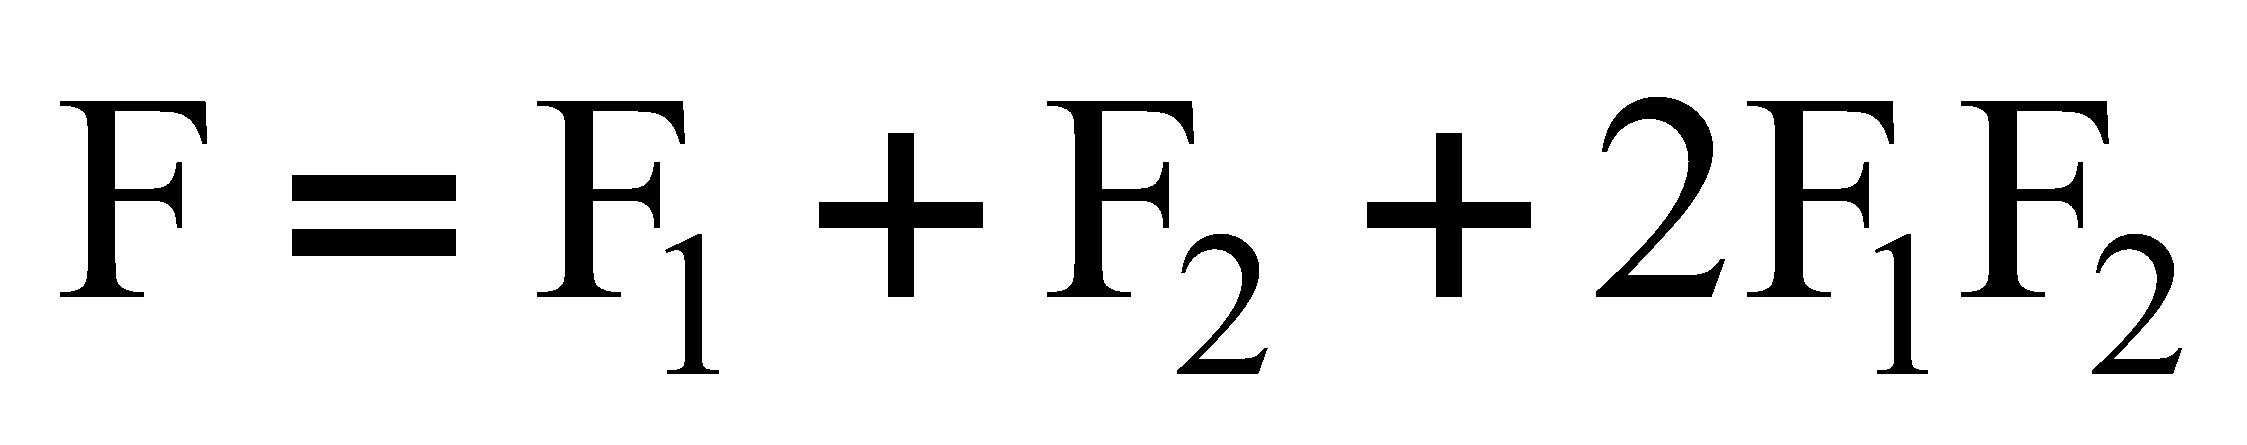 F = F₁ + F₂ + 2F₁F₂